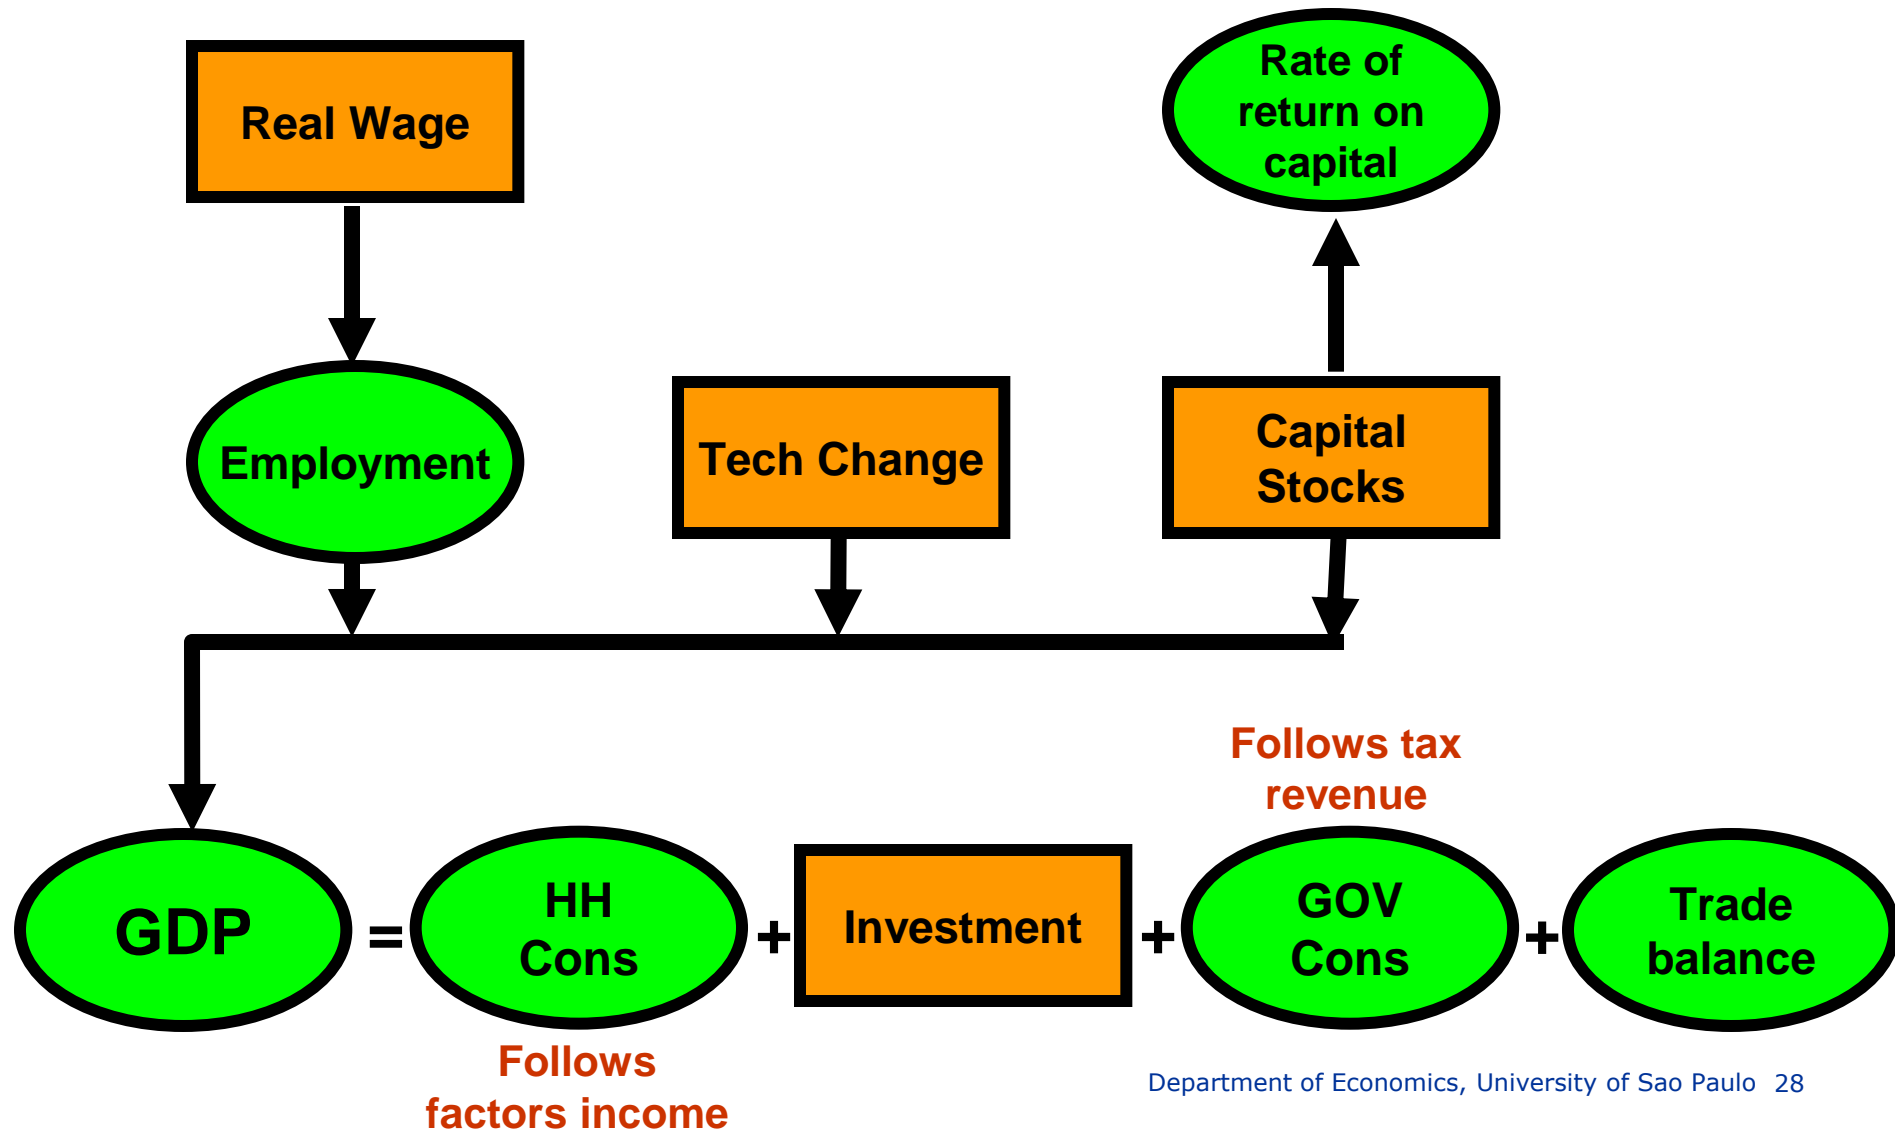 Real Wage
Rate of
return on
capital
Employment
Tech Change
Capital
Stocks
Follows tax
revenue
GDP
=
HH
Cons
+
Investment
+
GOV
Cons
+
Trade
balance
Follows
factors income
Department of Economics, University of Sao Paulo 28